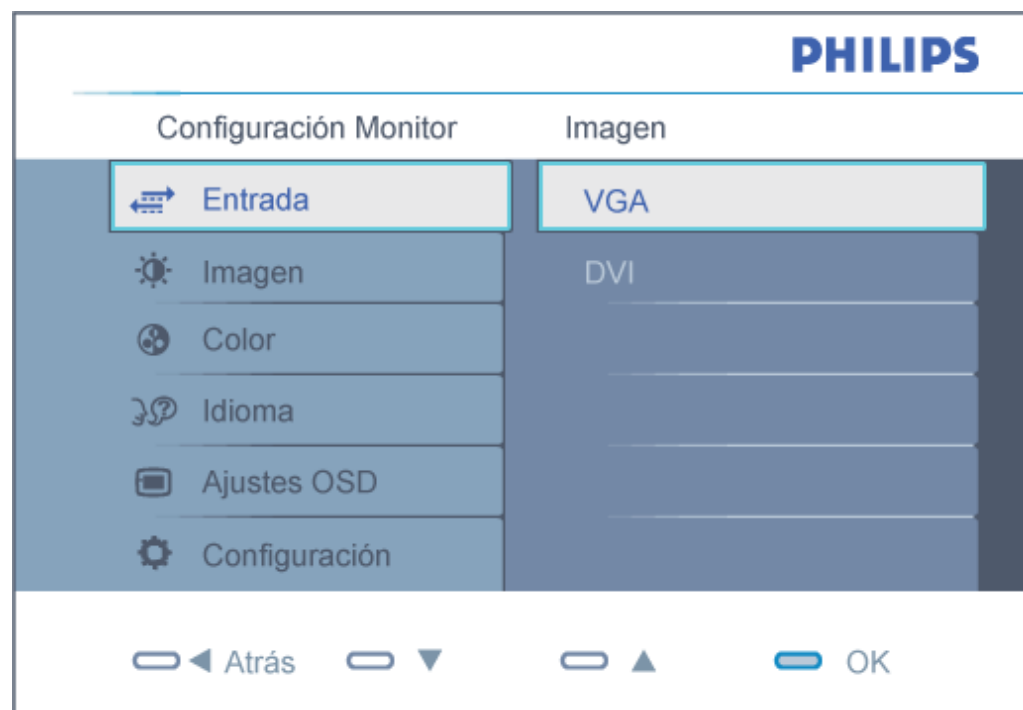 PHILIPS
Configuración Monitor Imagen
Entrada VGA
Imagen DVI
Color
Idioma
Ajustes OSD
Configuración
Atrás OK